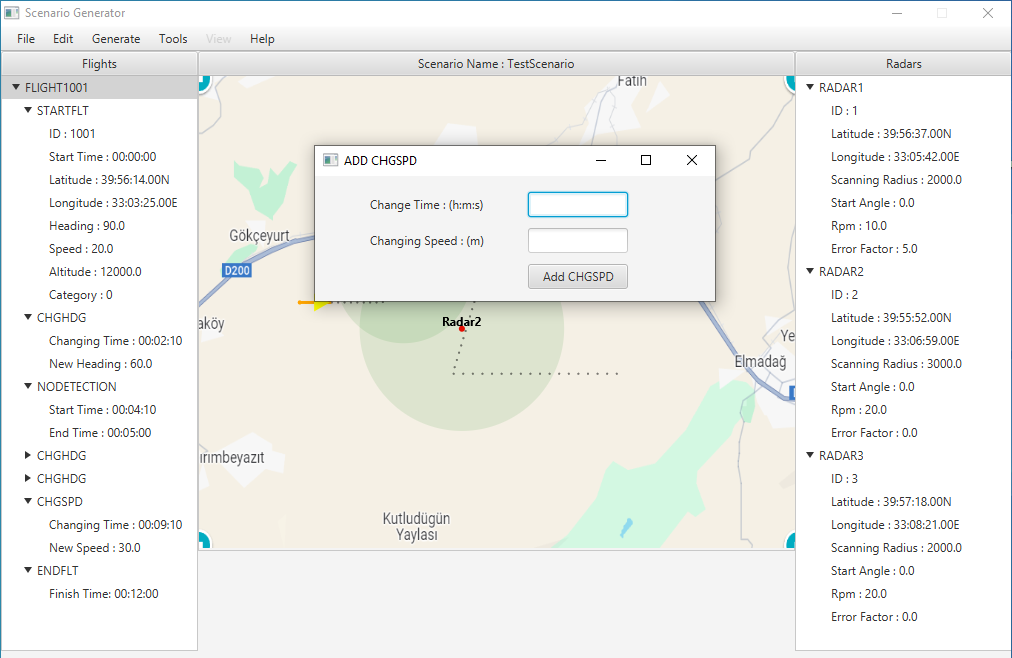 Scenario Generator
File Edit Generate Tools View Help
Flights
Scenario Name : TestScenario
Radars
FLIGHT1001
STARTFLT
ID : 1001
Start Time : 00:00:00
Latitude : 39:56:14.00N
Longitude : 33:03:25.00E
Heading : 90.0
Speed : 20.0
Altitude : 12000.0
Category : 0
CHGHDG
Changing Time : 00:02:10
New Heading : 60.0
NODETECTION
Start Time : 00:04:10
End Time : 00:05:00
CHGHDG
CHGHDG
CHGSPD
Changing Time : 00:09:10
New Speed : 30.0
ENDFLT
Finish Time: 00:12:00
Fatih
Gökçeyurt
D200
aköy
Radar2
Ye
Elmadağ
ırımbeyazıt
Kutludüğün
Yaylası
ADD CHGSPD
Change Time : (h:m:s)
Changing Speed : (m)
Add CHGSPD
RADAR1
ID : 1
Latitude : 39:56:37.00N
Longitude : 33:05:42.00E
Scanning Radius : 2000.0
Start Angle : 0.0
Rpm : 10.0
Error Factor : 5.0
RADAR2
ID : 2
Latitude : 39:55:52.00N
Longitude : 33:06:59.00E
Scanning Radius : 3000.0
Start Angle : 0.0
Rpm : 20.0
Error Factor : 0.0
RADAR3
ID : 3
Latitude : 39:57:18.00N
Longitude : 33:08:21.00E
Scanning Radius : 2000.0
Start Angle : 0.0
Rpm : 20.0
Error Factor : 0.0